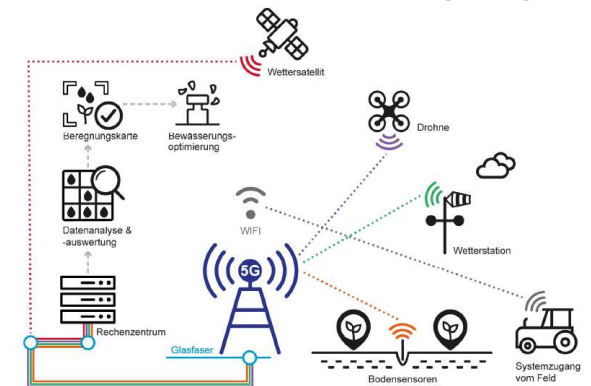 Wettersatellit
Beregnungskarte
Bewässerungs-
optimierung
Drohne
Datenanalyse &
-auswertung
WIFI
5G
Wetterstation
Rechenzentrum
Glasfaser
Bodensensoren
Systemzugang
vom Feld